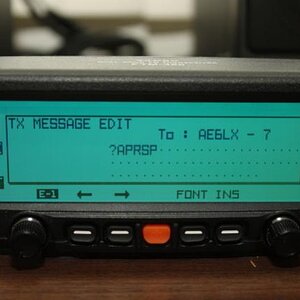 TX MESSAGE EDIT
To : AE6LX - 7
?APRSP
E-1 ← → FONT INS